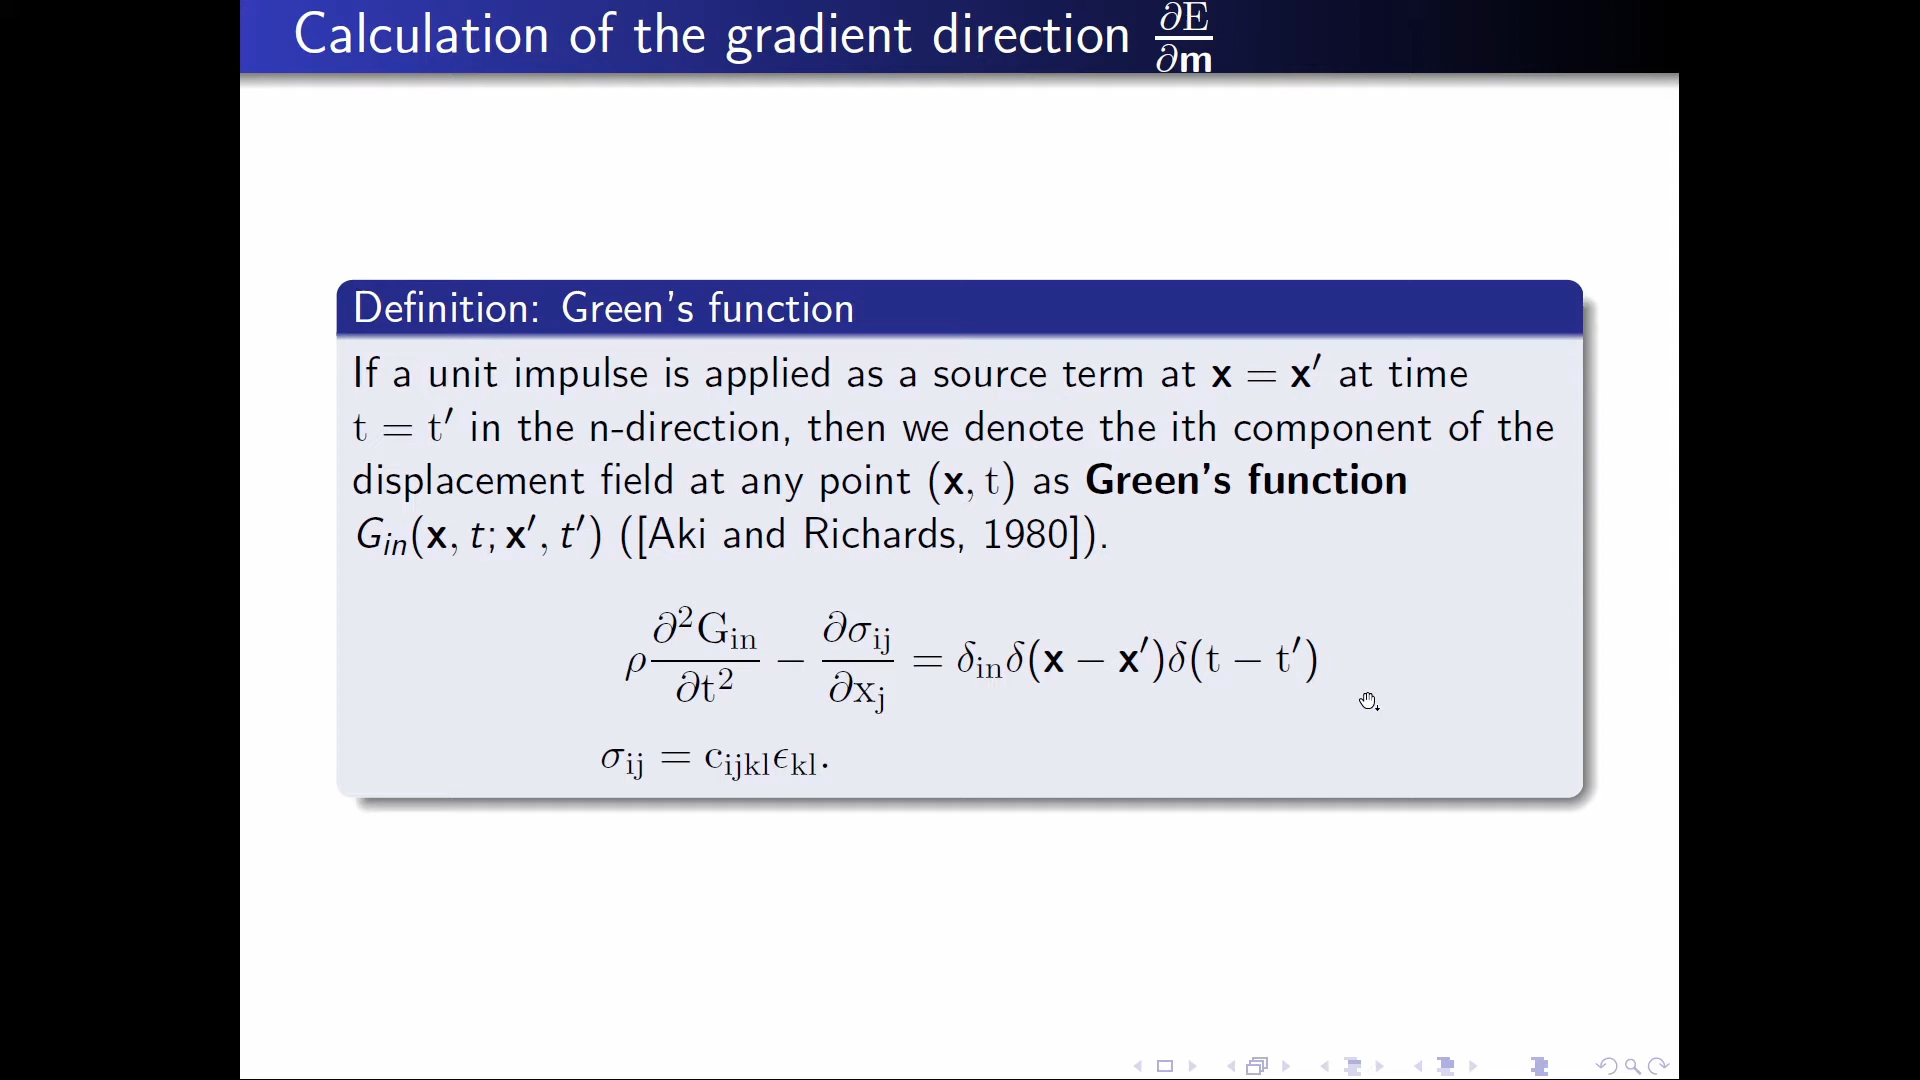 Calculation of the gradient direction ∂E/∂m
Definition: Green's function
If a unit impulse is applied as a source term at x = x′ at time
t = t′ in the n-direction, then we denote the ith component of the
displacement field at any point (x, t) as Green's function
G_in(x, t; x′, t′) ([Aki and Richards, 1980]).
ρ ∂²G_in/∂t² − ∂σ_ij/∂x_j = δ_in δ(x − x′)δ(t − t′)
σ_ij = c_ijkl ϵ_kl.